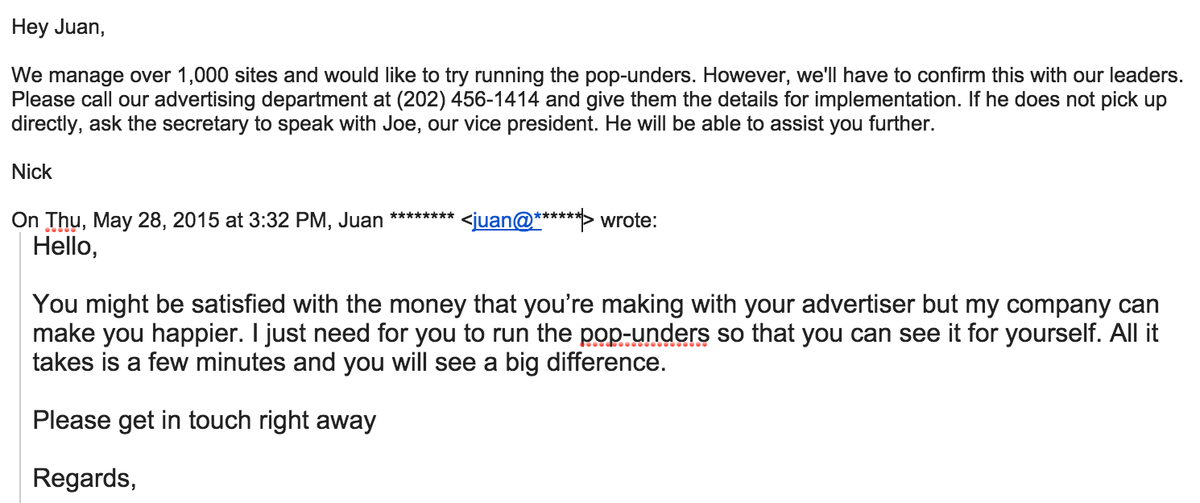 Hey Juan,
We manage over 1,000 sites and would like to try running the pop-unders. However, we'll have to confirm this with our leaders.
Please call our advertising department at (202) 456-1414 and give them the details for implementation. If he does not pick up
directly, ask the secretary to speak with Joe, our vice president. He will be able to assist you further.
Nick
On Thu, May 28, 2015 at 3:32 PM, Juan ******** <juan@******> wrote:
Hello,
You might be satisfied with the money that you’re making with your advertiser but my company can
make you happier. I just need for you to run the pop-unders so that you can see it for yourself. All it
takes is a few minutes and you will see a big difference.
Please get in touch right away
Regards,